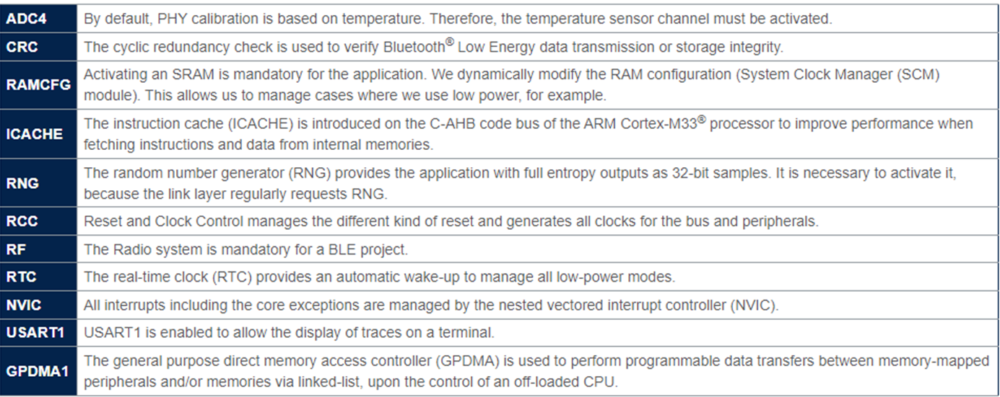 ADC4 By default, PHY calibration is based on temperature. Therefore, the temperature sensor channel must be activated.
CRC The cyclic redundancy check is used to verify Bluetooth® Low Energy data transmission or storage integrity.
RAMCFG Activating an SRAM is mandatory for the application. We dynamically modify the RAM configuration (System Clock Manager (SCM)
module). This allows us to manage cases where we use low power, for example.
ICACHE The instruction cache (ICACHE) is introduced on the C-AHB code bus of the ARM Cortex-M33® processor to improve performance when
fetching instructions and data from internal memories.
RNG The random number generator (RNG) provides the application with full entropy outputs as 32-bit samples. It is necessary to activate it,
because the link layer regularly requests RNG.
RCC Reset and Clock Control manages the different kind of reset and generates all clocks for the bus and peripherals.
RF The Radio system is mandatory for a BLE project.
RTC The real-time clock (RTC) provides an automatic wake-up to manage all low-power modes.
NVIC All interrupts including the core exceptions are managed by the nested vectored interrupt controller (NVIC).
USART1 USART1 is enabled to allow the display of traces on a terminal.
GPDMA1 The general purpose direct memory access controller (GPDMA) is used to perform programmable data transfers between memory-mapped
peripherals and/or memories via linked-list, upon the control of an off-loaded CPU.